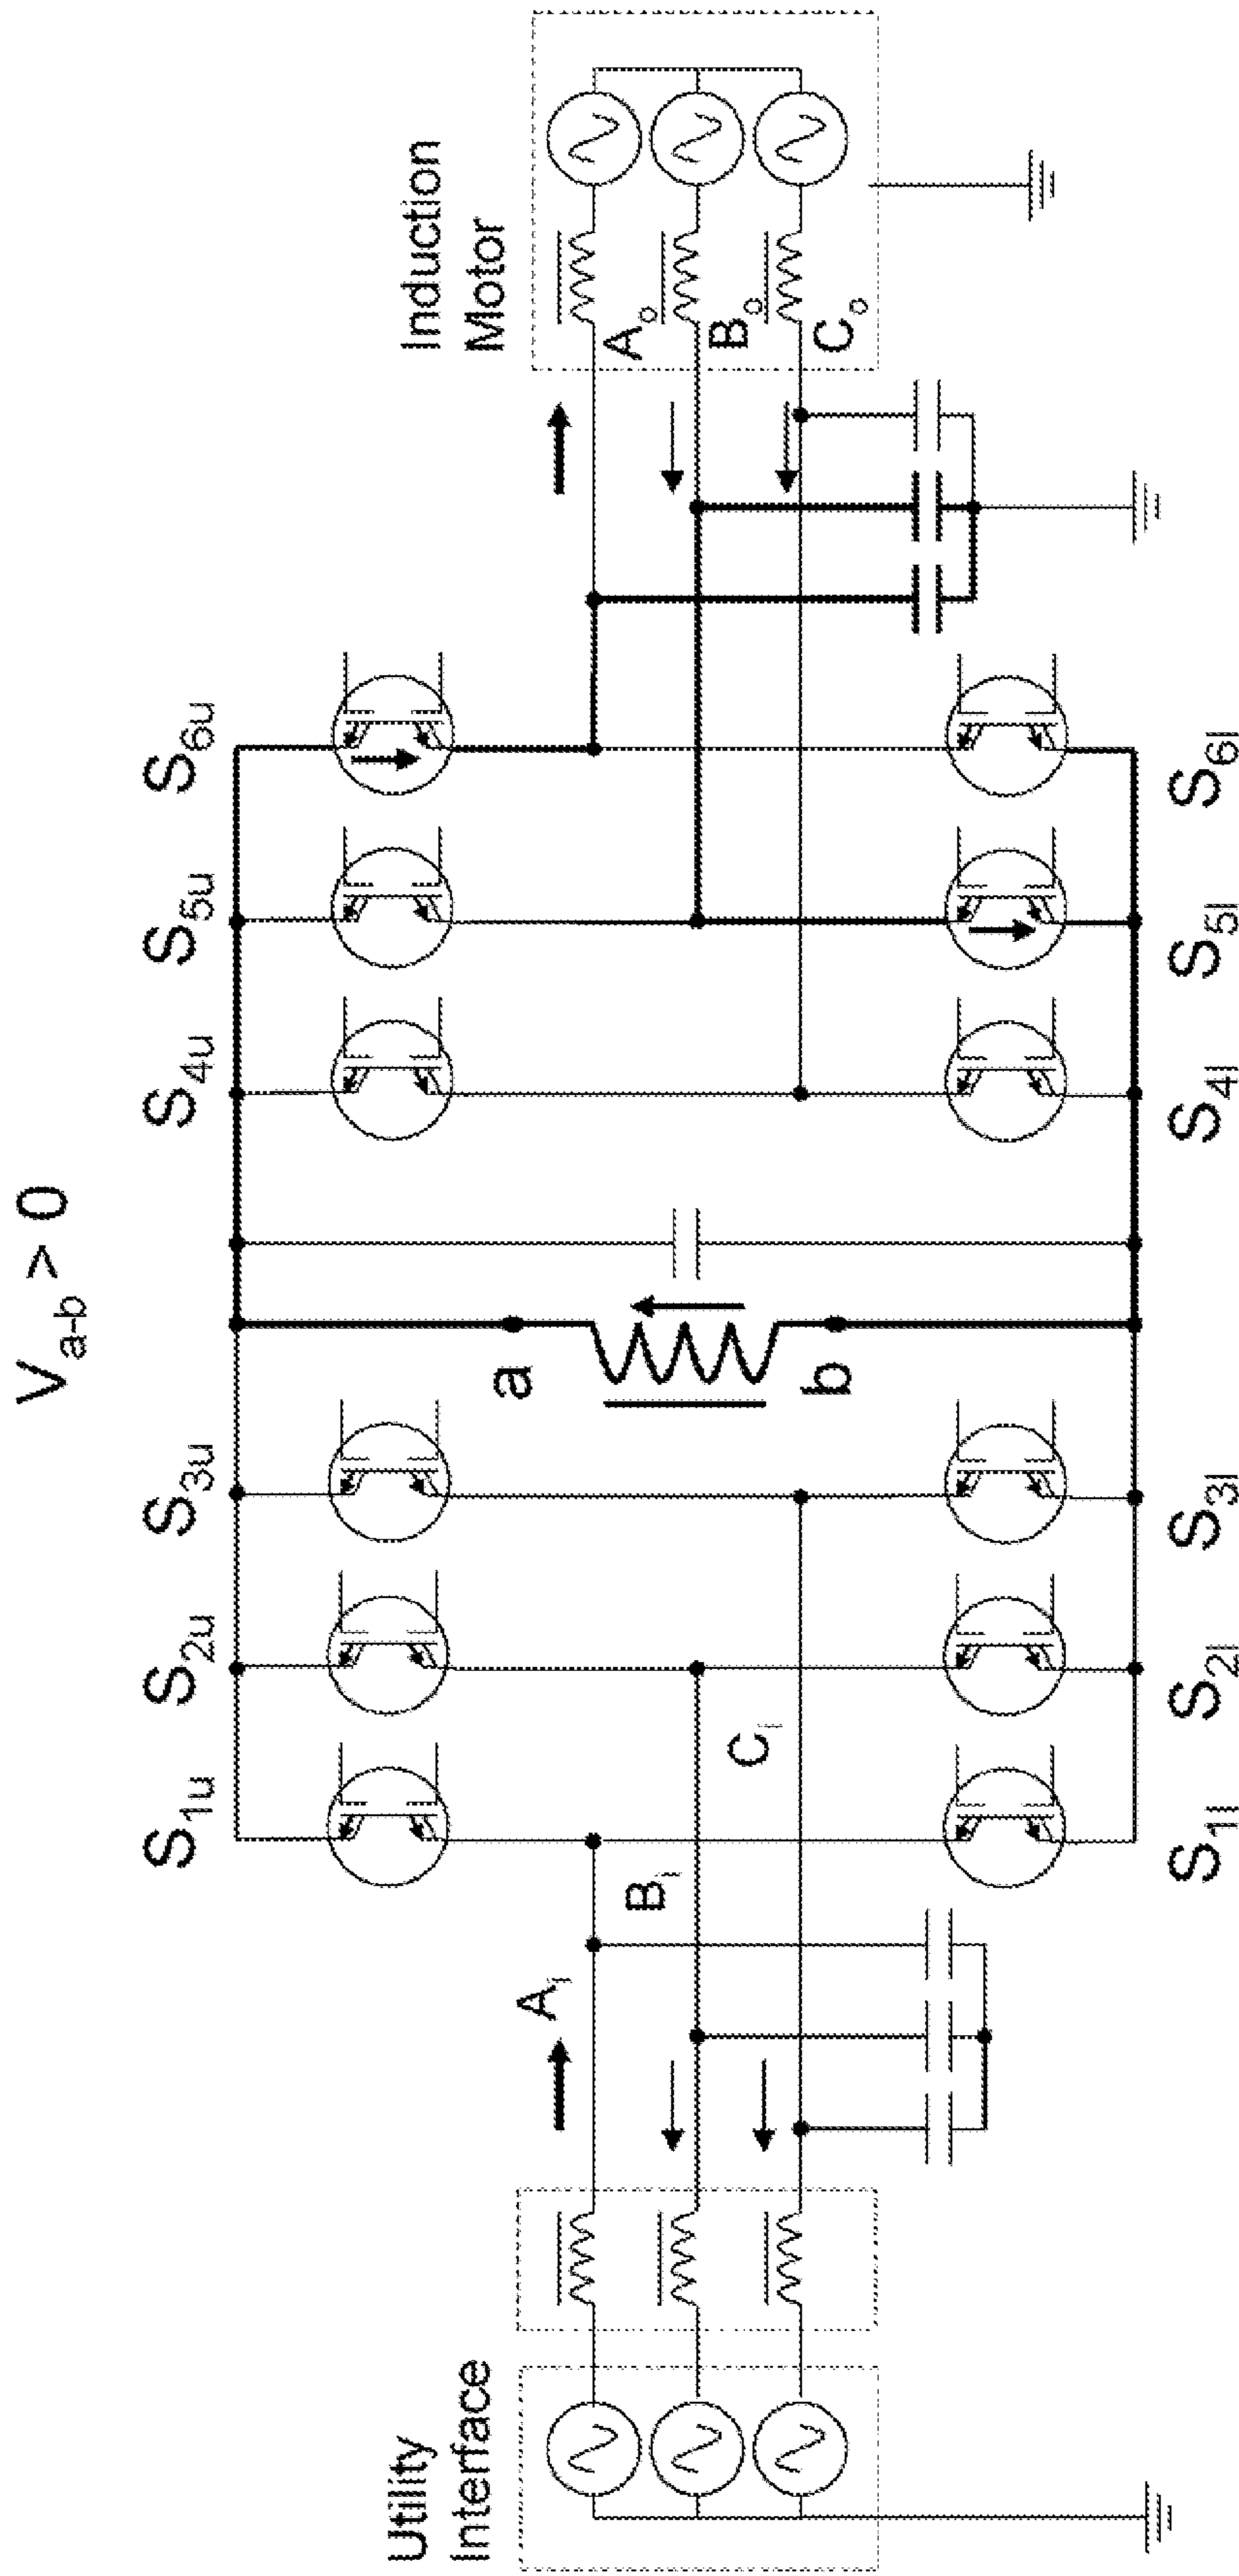 V_a-b > 0
S_1u
S_2u
S_3u
S_4u
S_5u
S_6u
Utility
Interface
Induction
Motor
A_i
B_i
C_i
a
b
A_o
B_o
C_o
S_1l
S_2l
S_3l
S_4l
S_5l
S_6l